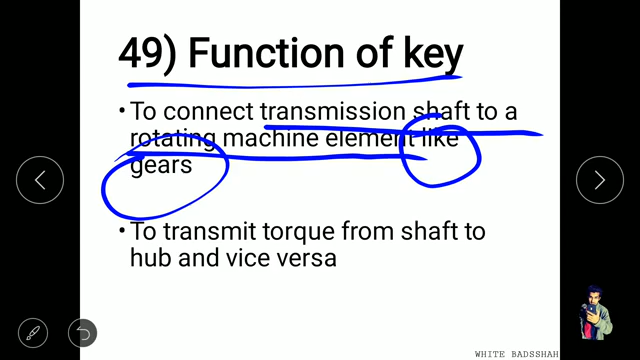 49) Function of key
• To connect transmission shaft to a
rotating machine element like
gears
• To transmit torque from shaft to
hub and vice versa
WHITE BADSSHAH